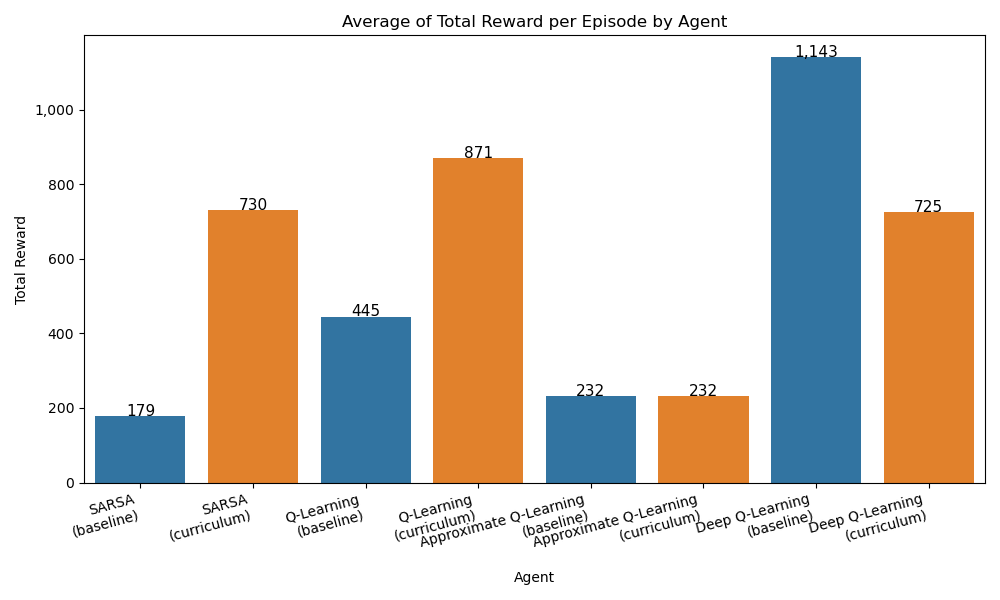 Average of Total Reward per Episode by Agent
1,143
871
730
725
445
232
232
179
Total Reward
1,000
800
600
400
200
0
SARSA
(baseline)
SARSA
(curriculum)
Q-Learning
(baseline)
Q-Learning
(curriculum)
Approximate Q-Learning
(baseline)
Approximate Q-Learning
(curriculum)
Deep Q-Learning
(baseline)
Deep Q-Learning
(curriculum)
Agent